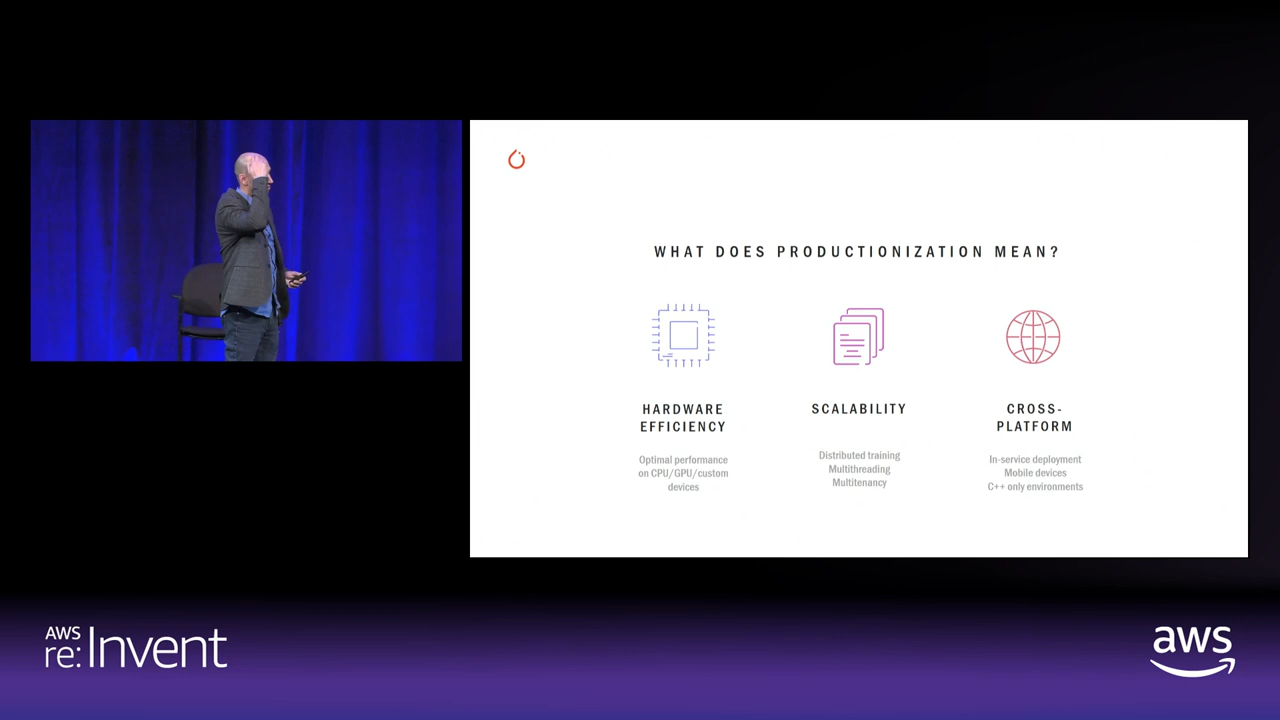 WHAT DOES PRODUCTIONIZATION MEAN?
HARDWARE
EFFICIENCY
Optimal performance
on CPU/GPU/custom
devices
SCALABILITY
Distributed training
Multithreading
Multitenancy
CROSS-
PLATFORM
In-service deployment
Mobile devices
C++ only environments
AWS
re:Invent
aws